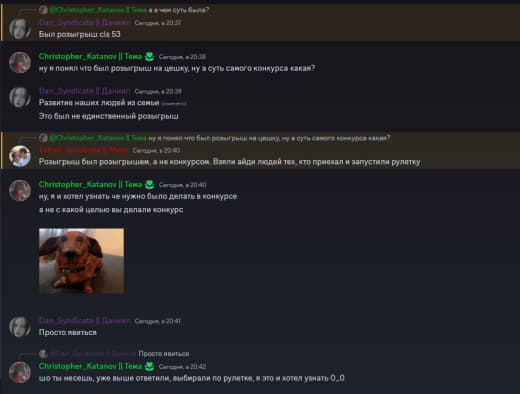 @Christopher_Katanov || Тема а в чем суть была?
Dan_Syndicate || Даниил Сегодня, в 20:37
Был розыгрыш cls 53
Christopher_Katanov || Тема Сегодня, в 20:38
ну я понял что был розыгрыш на цешку, ну а суть самого конкурса какая?
Dan_Syndicate || Даниил Сегодня, в 20:39
Развитие наших людей из семьи (изменено)
Это был не единственный розыгрыш
@Christopher_Katanov || Тема ну я понял что был розыгрыш на цешку, ну а суть самого конкурса какая?
Сегодня, в 20:40
Розыгрыш был розыгрышем, а не конкурсом. Взяли айди людей тех, кто приехал и запустили рулетку
Christopher_Katanov || Тема Сегодня, в 20:40
ну, я и хотел узнать че нужно было делать в конкурсе
а не с какой целью вы делали конкурс
Dan_Syndicate || Даниил Сегодня, в 20:41
Просто явиться
@Dan_Syndicate || Даниил Просто явиться
Christopher_Katanov || Тема Сегодня, в 20:42
шо ты несешь, уже выше ответили, выбирали по рулетке, я это и хотел узнать 0_0